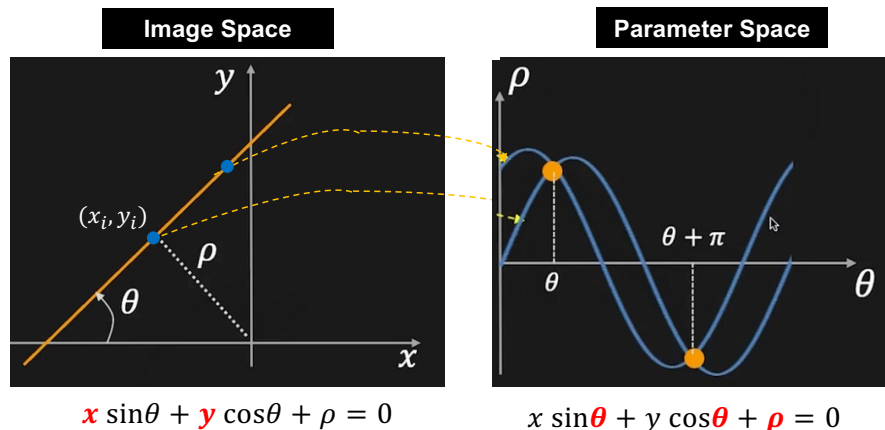 Image Space
Parameter Space
y
(xᵢ, yᵢ)
ρ
θ
x
ρ
θ + π
θ
θ
x sinθ + y cosθ + ρ = 0
x sinθ + y cosθ + ρ = 0